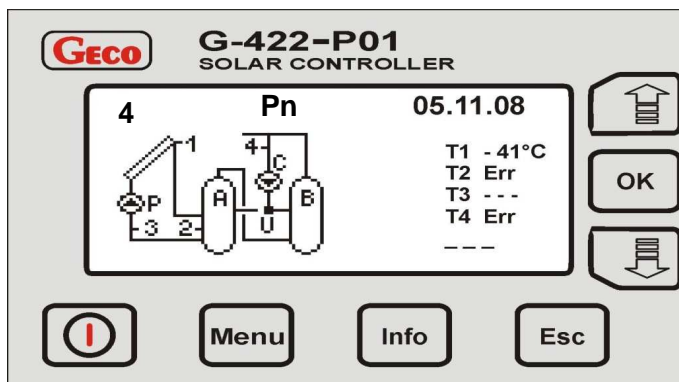 GECO
G-422-P01
SOLAR CONTROLLER
4 Pn 05.11.08
1
4
C
P
A
B
3
2
U
T1 - 41°C
T2 Err
T3 - - -
T4 Err
- - -
OK
Menu
Info
Esc